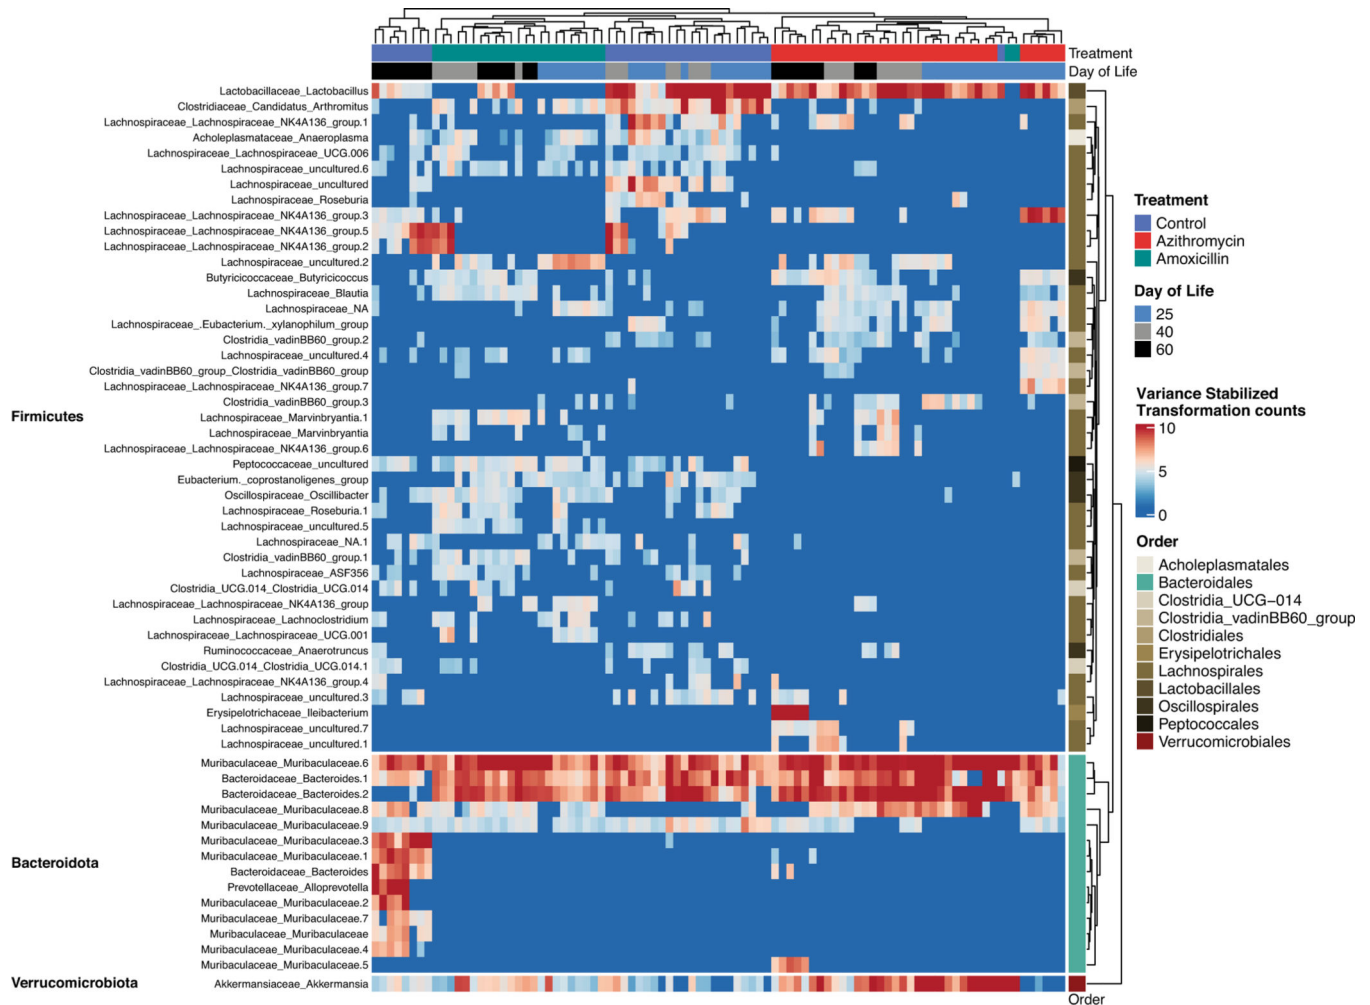 Treatment
Day of Life
Lactobacillaceae_Lactobacillus
Clostridiaceae_Candidatus_Arthromitus
Lachnospiraceae_Lachnospiraceae_NK4A136_group.1
Acholeplasmataceae_Anaeroplasma
Lachnospiraceae_Lachnospiraceae_UCG.006
Lachnospiraceae_uncultured.6
Lachnospiraceae_uncultured
Lachnospiraceae_Roseburia
Lachnospiraceae_Lachnospiraceae_NK4A136_group.3
Lachnospiraceae_Lachnospiraceae_NK4A136_group.5
Lachnospiraceae_Lachnospiraceae_NK4A136_group.2
Lachnospiraceae_uncultured.2
Butyricicoccaceae_Butyricicoccus
Lachnospiraceae_Blautia
Lachnospiraceae_NA
Lachnospiraceae_.Eubacterium._xylanophilum_group
Clostridia_vadinBB60_group.2
Lachnospiraceae_uncultured.4
Clostridia_vadinBB60_group_Clostridia_vadinBB60_group
Lachnospiraceae_Lachnospiraceae_NK4A136_group.7
Clostridia_vadinBB60_group.3
Firmicutes
Lachnospiraceae_Marvinbryantia.1
Lachnospiraceae_Marvinbryantia
Lachnospiraceae_Lachnospiraceae_NK4A136_group.6
Peptococcaceae_uncultured
Eubacterium._coprostanoligenes_group
Oscillospiraceae_Oscillibacter
Lachnospiraceae_Roseburia.1
Lachnospiraceae_uncultured.5
Lachnospiraceae_NA.1
Clostridia_vadinBB60_group.1
Lachnospiraceae_ASF356
Clostridia_UCG.014_Clostridia_UCG.014
Lachnospiraceae_Lachnospiraceae_NK4A136_group
Lachnospiraceae_Lachnoclostridium
Lachnospiraceae_Lachnospiraceae_UCG.001
Ruminococcaceae_Anaerotruncus
Clostridia_UCG.014_Clostridia_UCG.014.1
Lachnospiraceae_Lachnospiraceae_NK4A136_group.4
Lachnospiraceae_uncultured.3
Erysipelotrichaceae_Ileibacterium
Lachnospiraceae_uncultured.7
Lachnospiraceae_uncultured.1
Muribaculaceae_Muribaculaceae.6
Bacteroidaceae_Bacteroides.1
Bacteroidaceae_Bacteroides.2
Muribaculaceae_Muribaculaceae.8
Muribaculaceae_Muribaculaceae.9
Muribaculaceae_Muribaculaceae.3
Muribaculaceae_Muribaculaceae.1
Bacteroidota
Bacteroidaceae_Bacteroides
Prevotellaceae_Alloprevotella
Muribaculaceae_Muribaculaceae.2
Muribaculaceae_Muribaculaceae.7
Muribaculaceae_Muribaculaceae
Muribaculaceae_Muribaculaceae.4
Muribaculaceae_Muribaculaceae.5
Verrucomicrobiota
Akkermansiaceae_Akkermansia
Order
Treatment
Control
Azithromycin
Amoxicillin
Day of Life
25
40
60
Variance Stabilized
Transformation counts
10
5
0
Order
Acholeplasmatales
Bacteroidales
Clostridia_UCG−014
Clostridia_vadinBB60_group
Clostridiales
Erysipelotrichales
Lachnospirales
Lactobacillales
Oscillospirales
Peptococcales
Verrucomicrobiales